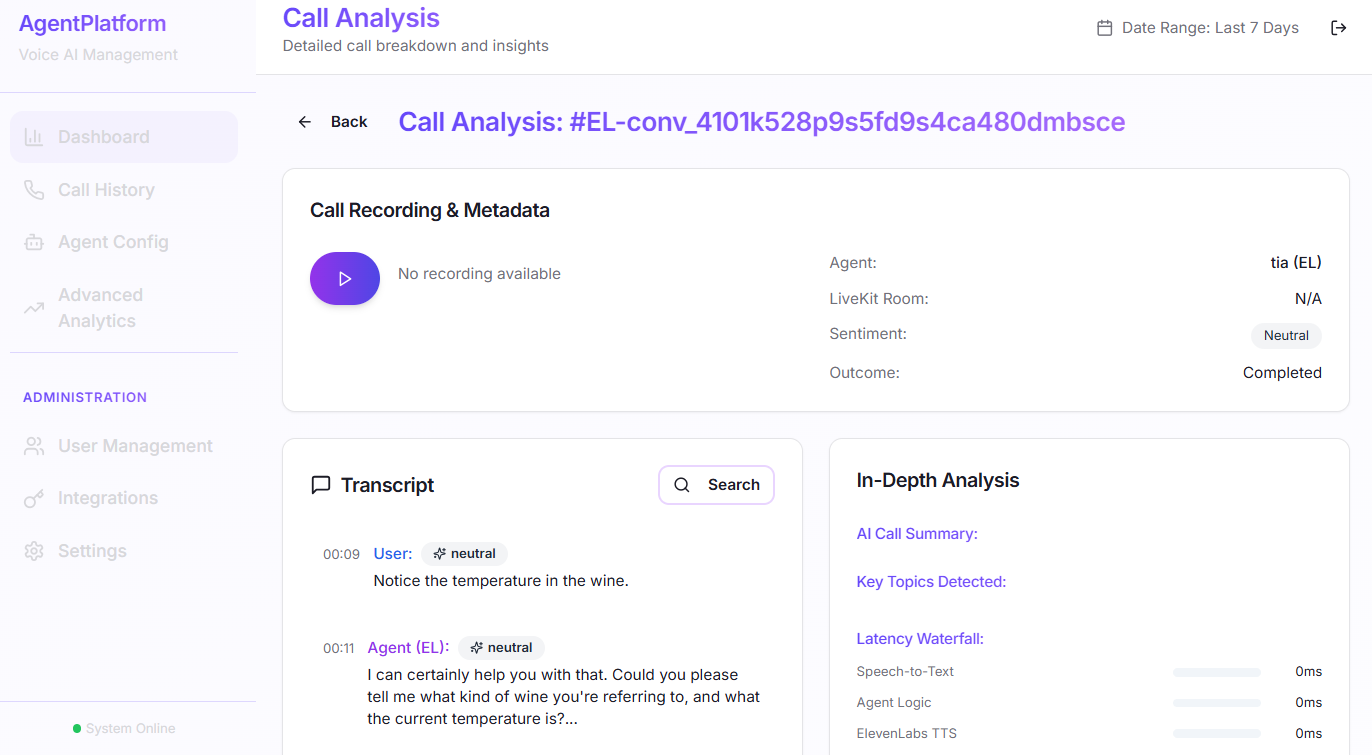 AgentPlatform
Voice AI Management
Dashboard
Call History
Agent Config
Advanced
Analytics
ADMINISTRATION
User Management
Integrations
Settings
System Online
Call Analysis
Detailed call breakdown and insights
Date Range: Last 7 Days
Back
Call Analysis: #EL-conv_4101k528p9s5fd9s4ca480dmbsce
Call Recording & Metadata
No recording available
Agent: tia (EL)
LiveKit Room: N/A
Sentiment: Neutral
Outcome: Completed
Transcript
Search
00:09 User: neutral
Notice the temperature in the wine.
00:11 Agent (EL): neutral
I can certainly help you with that. Could you please
tell me what kind of wine you're referring to, and what
the current temperature is?...
In-Depth Analysis
AI Call Summary:
Key Topics Detected:
Latency Waterfall:
Speech-to-Text 0ms
Agent Logic 0ms
ElevenLabs TTS 0ms